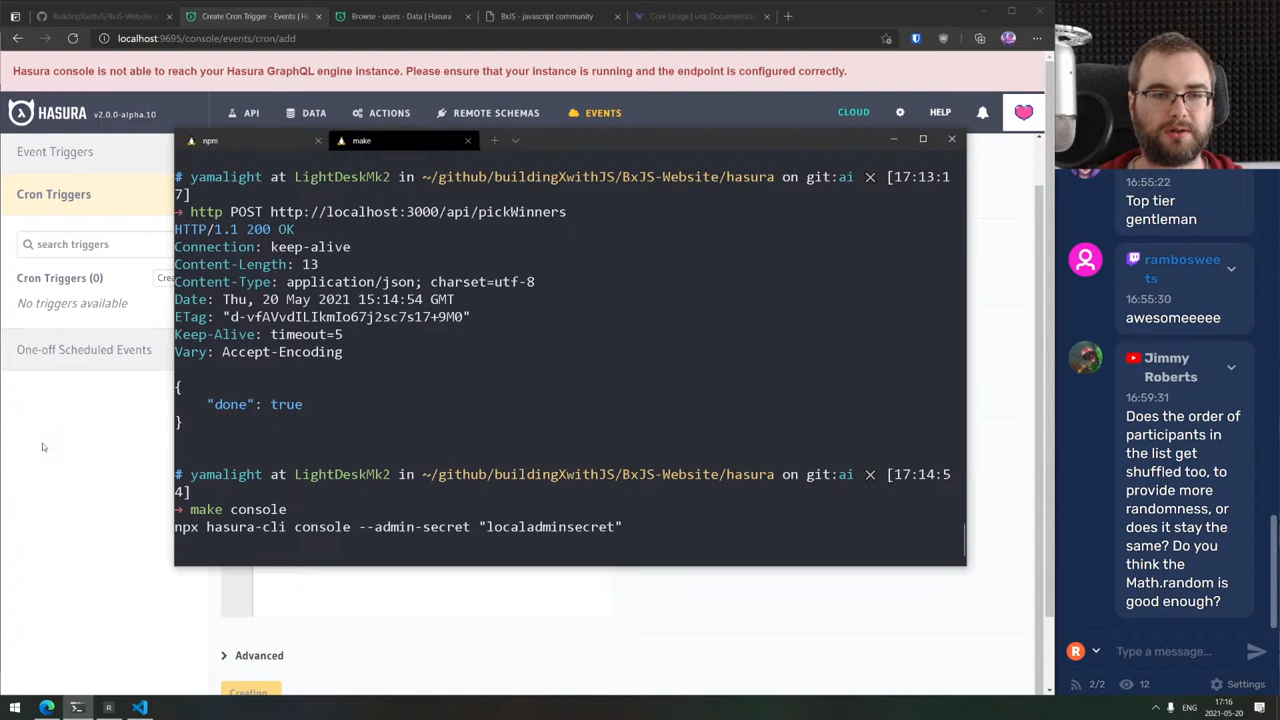 BuildingXwithJS/BxJS-Website
Create Cron Trigger - Events | H
Browse - users - Data | Hasura
BxJS - javascript community
Core Usage | urql Documentatio
localhost:9695/console/events/cron/add
Hasura console is not able to reach your Hasura GraphQL engine instance. Please ensure that your instance is running and the endpoint is configured correctly.
HASURA v2.0.0-alpha.10
API
DATA
ACTIONS
REMOTE SCHEMAS
EVENTS
CLOUD
HELP
Event Triggers
Cron Triggers
search triggers
Cron Triggers (0)
Crea
No triggers available
One-off Scheduled Events
npm
make
# yamalight at LightDeskMk2 in ~/github/buildingXwithJS/BxJS-Website/hasura on git:ai ✕ [17:13:1
7]
→ http POST http://localhost:3000/api/pickWinners
HTTP/1.1 200 OK
Connection: keep-alive
Content-Length: 13
Content-Type: application/json; charset=utf-8
Date: Thu, 20 May 2021 15:14:54 GMT
ETag: "d-vfAVvdILIkmIo67j2sc7s17+9M0"
Keep-Alive: timeout=5
Vary: Accept-Encoding
{
"done": true
}
# yamalight at LightDeskMk2 in ~/github/buildingXwithJS/BxJS-Website/hasura on git:ai ✕ [17:14:5
4]
→ make console
npx hasura-cli console --admin-secret "localadminsecret"
Advanced
Creating
16:55:22
Top tier
gentleman
ramboswee
ts
16:55:30
awesomeeeee
Jimmy
Roberts
16:59:31
Does the order of
participants in
the list get
shuffled too, to
provide more
randomness, or
does it stay the
same? Do you
think the
Math.random is
good enough?
R
Type a message...
2/2
12
Settings
ENG
17:16
2021-05-20